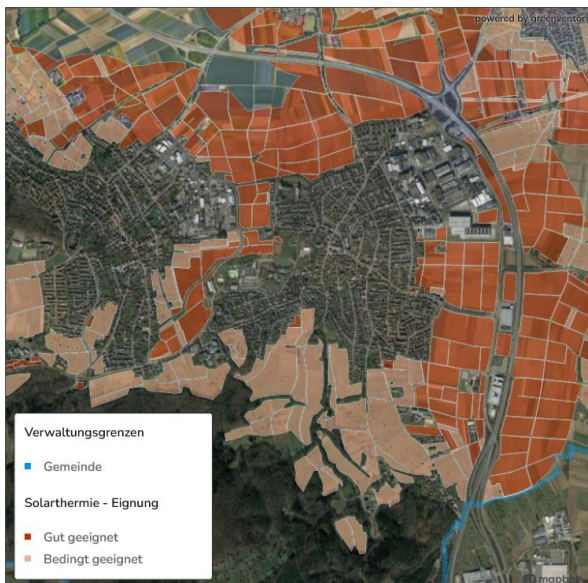 powered by greenventory
Verwaltungsgrenzen
Gemeinde
Solarthermie - Eignung
Gut geeignet
Bedingt geeignet